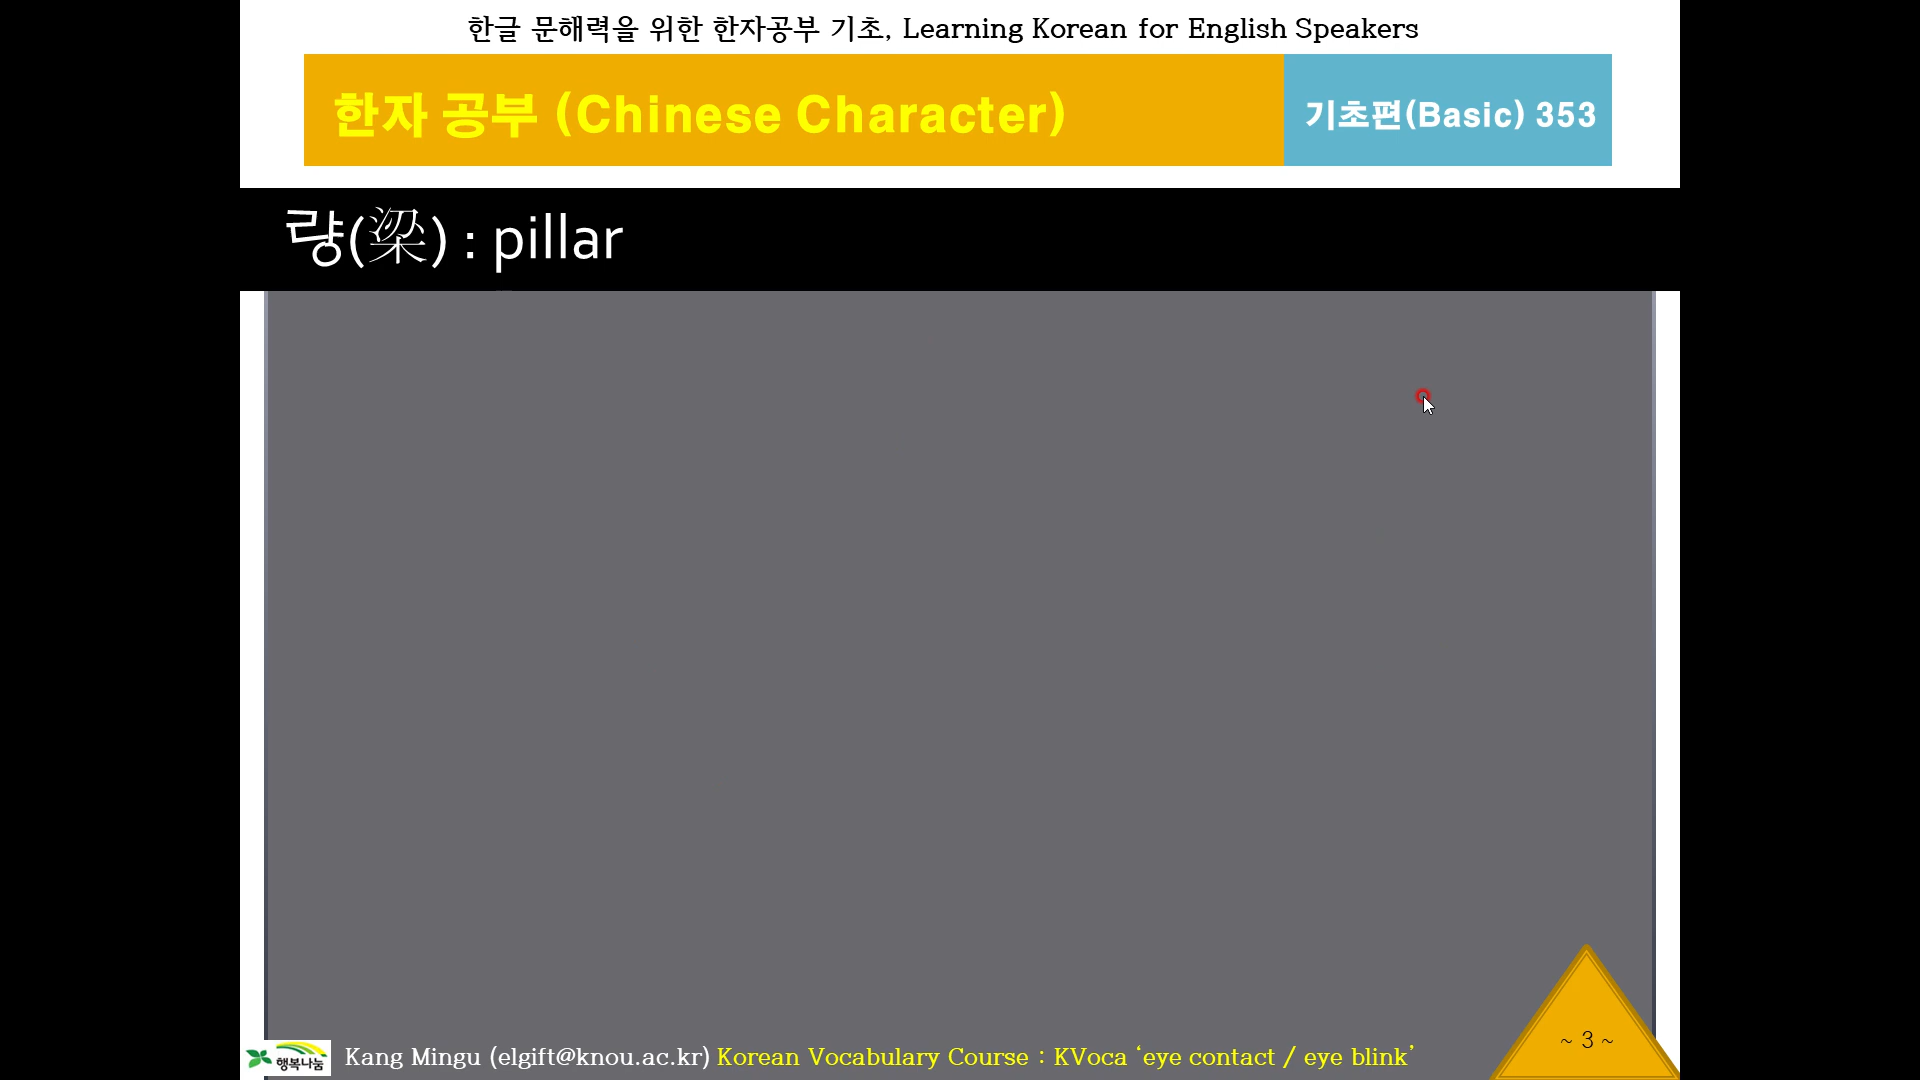 한글 문해력을 위한 한자공부 기초, Learning Korean for English Speakers
한자 공부 (Chinese Character)
기초편(Basic) 353
량(梁) : pillar
~ 3 ~
행복나눔
Kang Mingu (elgift@knou.ac.kr) Korean Vocabulary Course : KVoca ‘eye contact / eye blink’